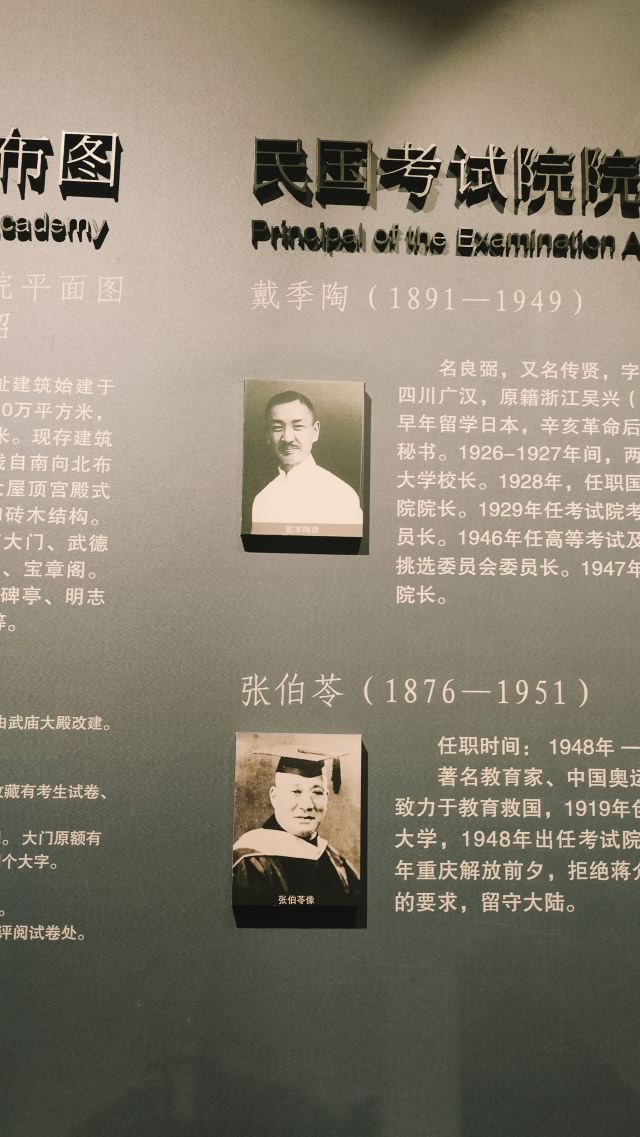 布图
cademy
院平面图
绍
址建筑始建于
0万平方米，
米。现存建筑
线自南向北布
大屋顶宫殿式
和砖木结构。
大门、武德
、宝章阁。
碑亭、明志
等。
由武庙大殿改建。
收藏有考生试卷、
。大门原额有
个大字。
评阅试卷处。
民国考试院院
Principal of the Examination A
戴季陶（1891—1949）
名良弼，又名传贤，字
四川广汉，原籍浙江吴兴（
早年留学日本，辛亥革命后
秘书。1926-1927年间，两
大学校长。1928年，任职国
院院长。1929年任考试院考
员长。1946年任高等考试及
挑选委员会委员长。1947年
院长。
戴季陶像
张伯苓（1876—1951）
任职时间： 1948年 —
著名教育家、中国奥运
致力于教育救国，1919年创
大学，1948年出任考试院
年重庆解放前夕，拒绝蒋介
的要求，留守大陆。
张伯苓像